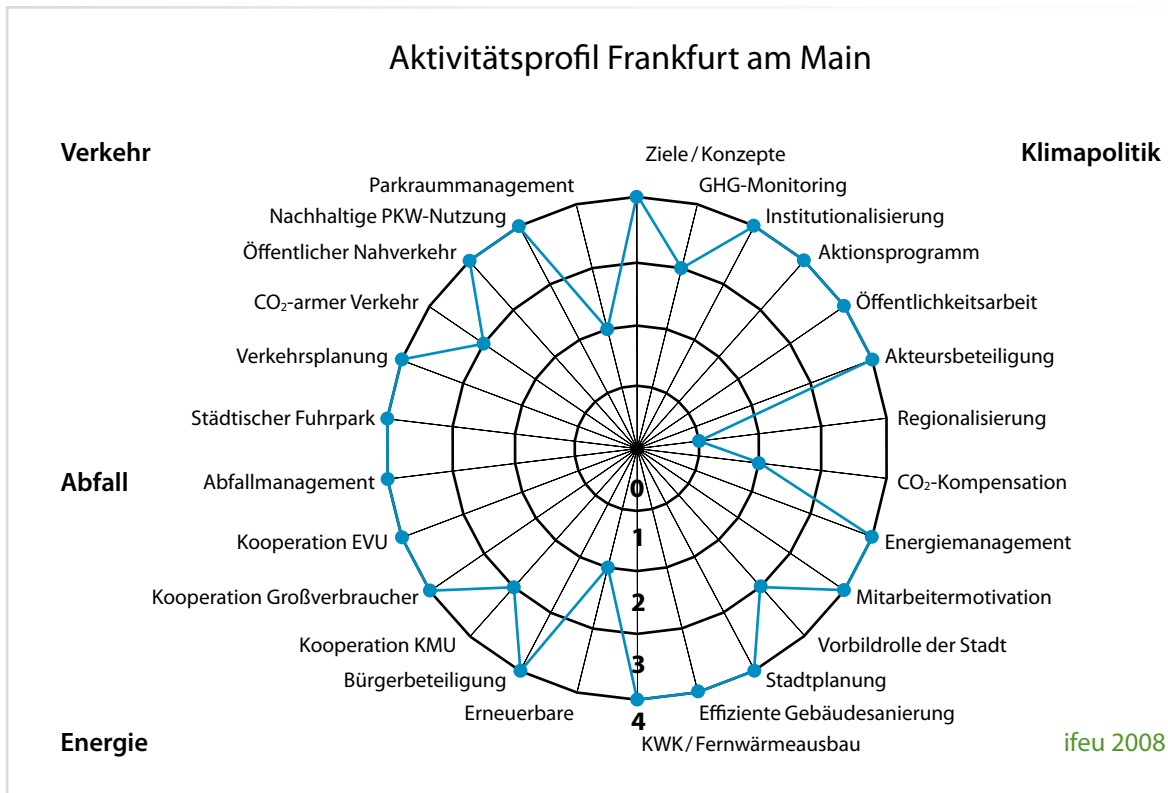 Aktivitätsprofil Frankfurt am Main
Verkehr
Klimapolitik
Ziele / Konzepte
GHG-Monitoring
Institutionalisierung
Aktionsprogramm
Öffentlichkeitsarbeit
Akteursbeteiligung
Regionalisierung
CO₂-Kompensation
Energiemanagement
Mitarbeitermotivation
Vorbildrolle der Stadt
Stadtplanung
Effiziente Gebäudesanierung
KWK / Fernwärmeausbau
Erneuerbare
Bürgerbeteiligung
Kooperation KMU
Kooperation Großverbraucher
Kooperation EVU
Abfallmanagement
Städtischer Fuhrpark
Verkehrsplanung
CO₂-armer Verkehr
Öffentlicher Nahverkehr
Nachhaltige PKW-Nutzung
Parkraummanagement
0
1
2
3
4
Abfall
Energie
ifeu 2008